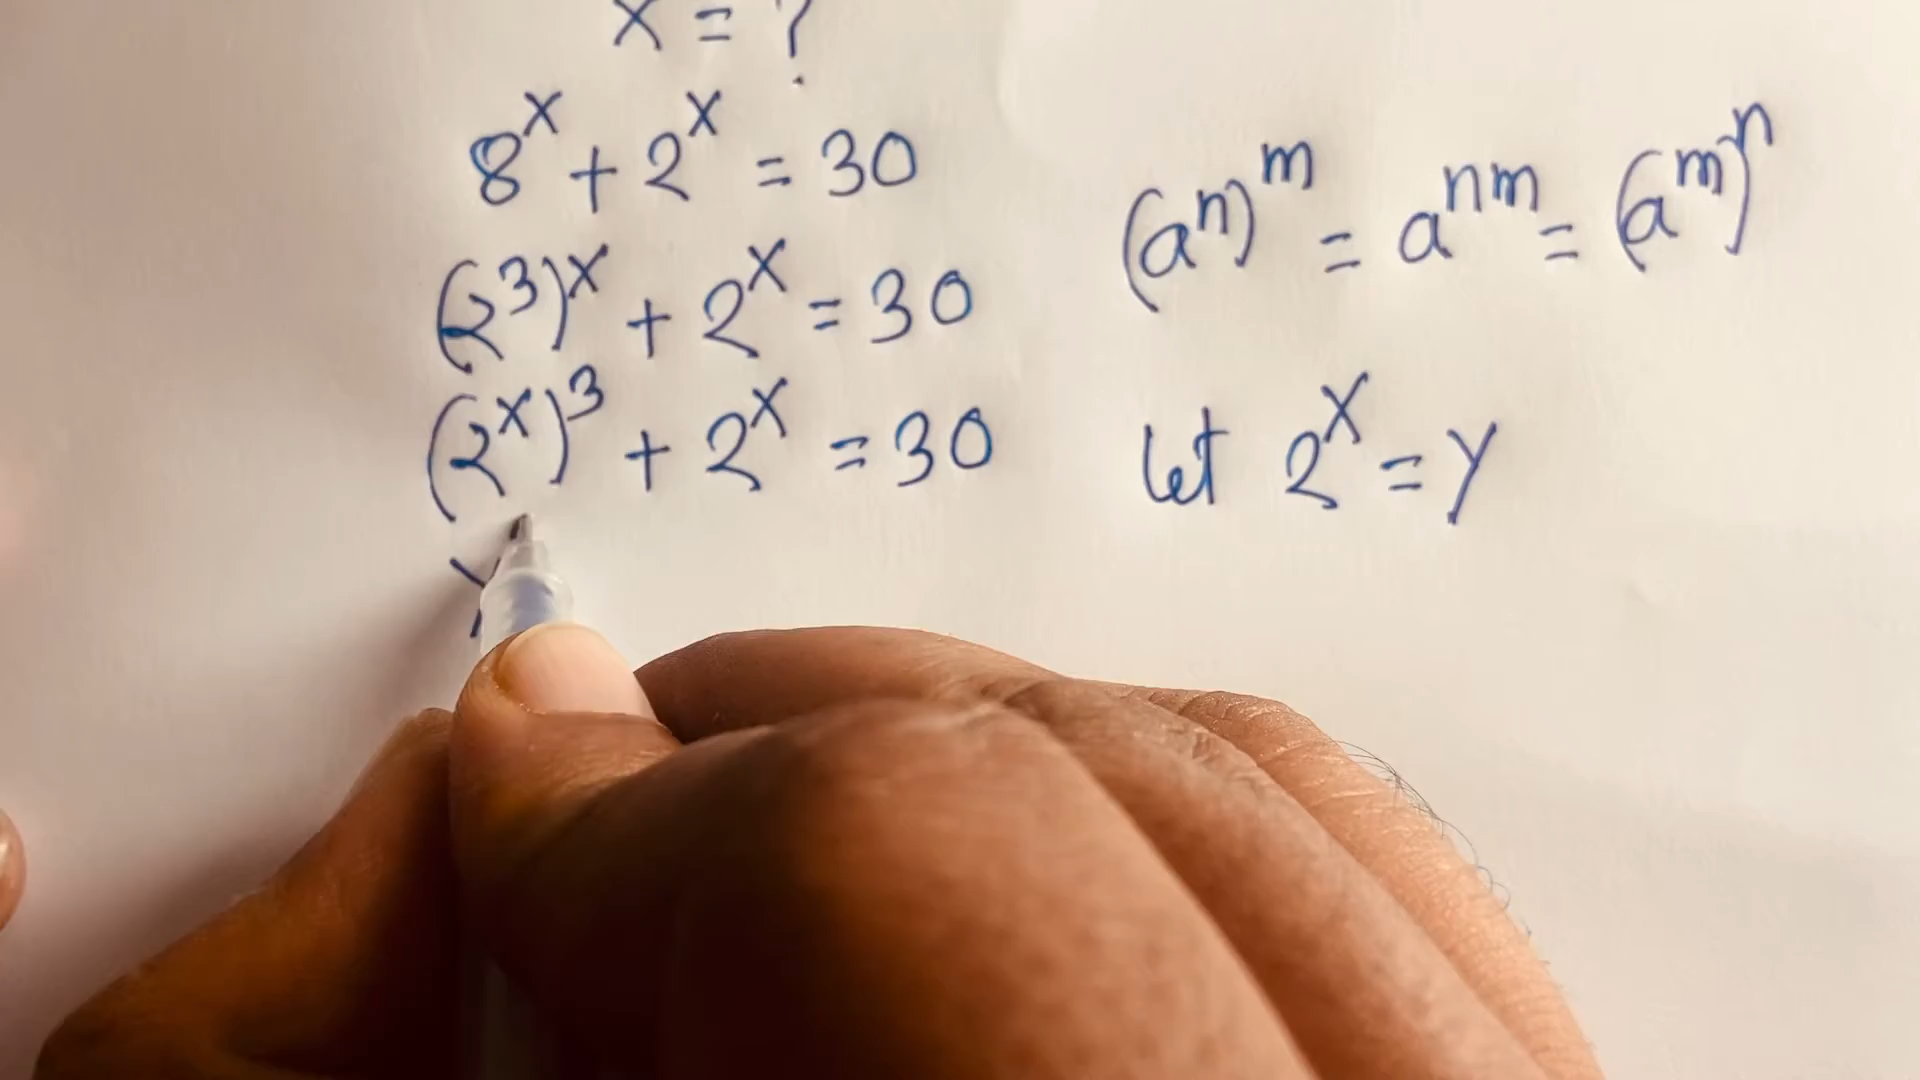 x = ?
8^x + 2^x = 30
(2^3)^x + 2^x = 30
(2^x)^3 + 2^x = 30
y
(a^n)^m = a^nm = (a^m)^n
let 2^x = y